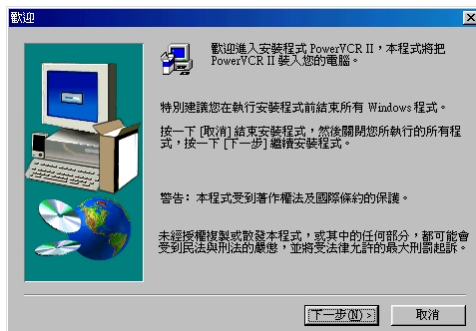 歡迎
歡迎進入安裝程式 PowerVCR II，本程式將把
PowerVCR II 裝入您的電腦。
特別建議您在執行安裝程式前結束所有 Windows 程式。
按一下 [取消] 結束安裝程式，然後關閉您所執行的所有程
式，按一下 [下一步] 繼續安裝程式。
警告: 本程式受到著作權法及國際條約的保護。
未經授權複製或散發本程式，或其中的任何部分，都可能會
受到民法與刑法的嚴懲，並將受法律允許的最大刑罰起訴。
下一步(N) >
取消